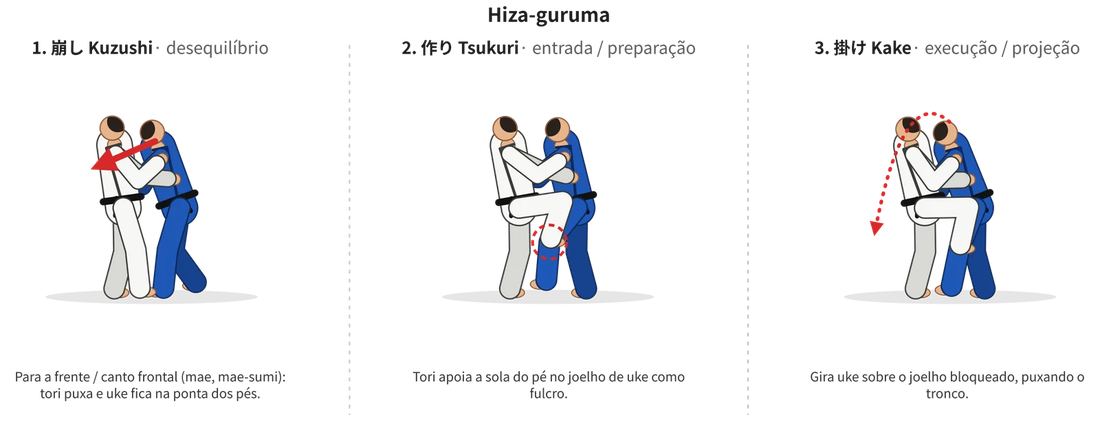 Hiza-guruma
1. 崩し Kuzushi · desequilíbrio
2. 作り Tsukuri · entrada / preparação
3. 掛け Kake · execução / projeção
Para a frente / canto frontal (mae, mae-sumi):
tori puxa e uke fica na ponta dos pés.
Tori apoia a sola do pé no joelho de uke como
fulcro.
Gira uke sobre o joelho bloqueado, puxando o
tronco.